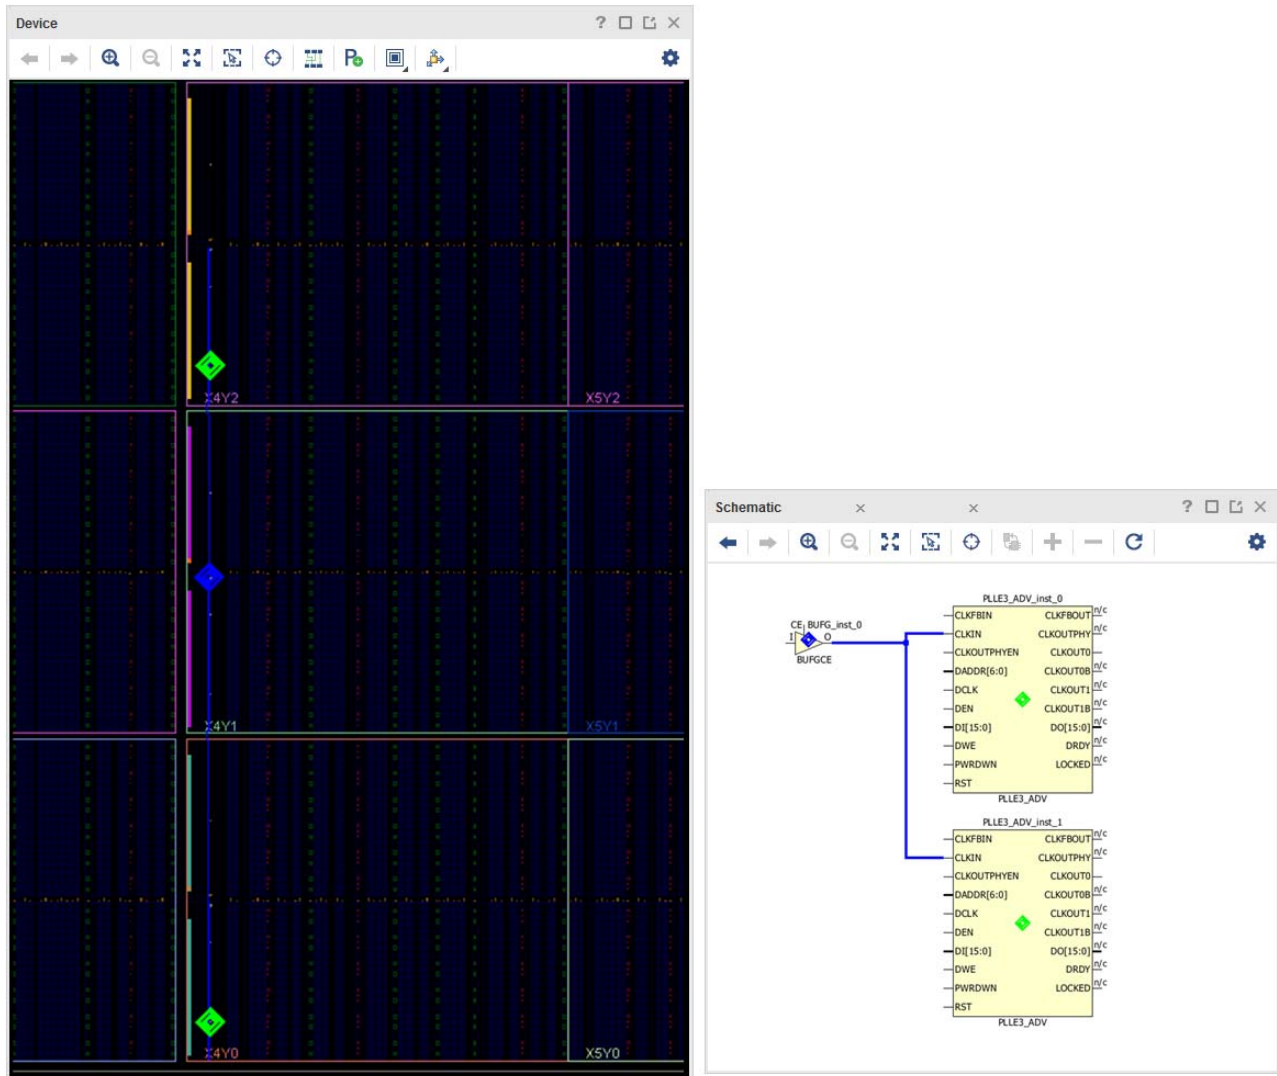 Device
X4Y2
X5Y2
X4Y1
X5Y1
X4Y0
X5Y0
Schematic
CE BUFG_inst_0
I O
BUFGCE
PLLE3_ADV_inst_0
CLKFBIN CLKFBOUT n/c
CLKIN CLKOUTPHY n/c
CLKOUTPHYEN CLKOUT0
DADDR[6:0] CLKOUT0B n/c
DCLK CLKOUT1 n/c
DEN CLKOUT1B n/c
DI[15:0] DO[15:0] n/c
DWE DRDY n/c
PWRDWN LOCKED n/c
RST
PLLE3_ADV
PLLE3_ADV_inst_1
CLKFBIN CLKFBOUT n/c
CLKIN CLKOUTPHY n/c
CLKOUTPHYEN CLKOUT0
DADDR[6:0] CLKOUT0B n/c
DCLK CLKOUT1 n/c
DEN CLKOUT1B n/c
DI[15:0] DO[15:0] n/c
DWE DRDY n/c
PWRDWN LOCKED n/c
RST
PLLE3_ADV